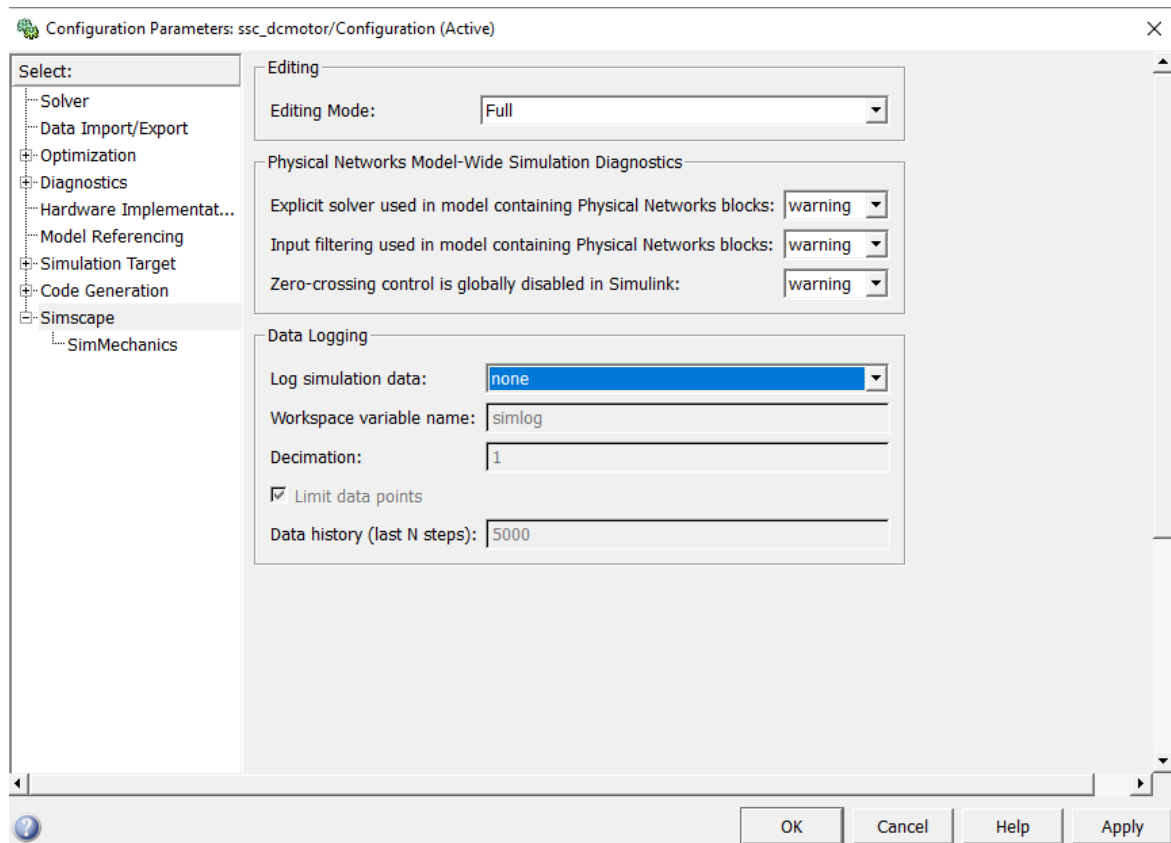 Configuration Parameters: ssc_dcmotor/Configuration (Active)
Select:
Solver
Data Import/Export
Optimization
Diagnostics
Hardware Implementat...
Model Referencing
Simulation Target
Code Generation
Simscape
SimMechanics
Editing
Editing Mode: Full
Physical Networks Model-Wide Simulation Diagnostics
Explicit solver used in model containing Physical Networks blocks: warning
Input filtering used in model containing Physical Networks blocks: warning
Zero-crossing control is globally disabled in Simulink: warning
Data Logging
Log simulation data: none
Workspace variable name: simlog
Decimation: 1
Limit data points
Data history (last N steps): 5000
OK Cancel Help Apply